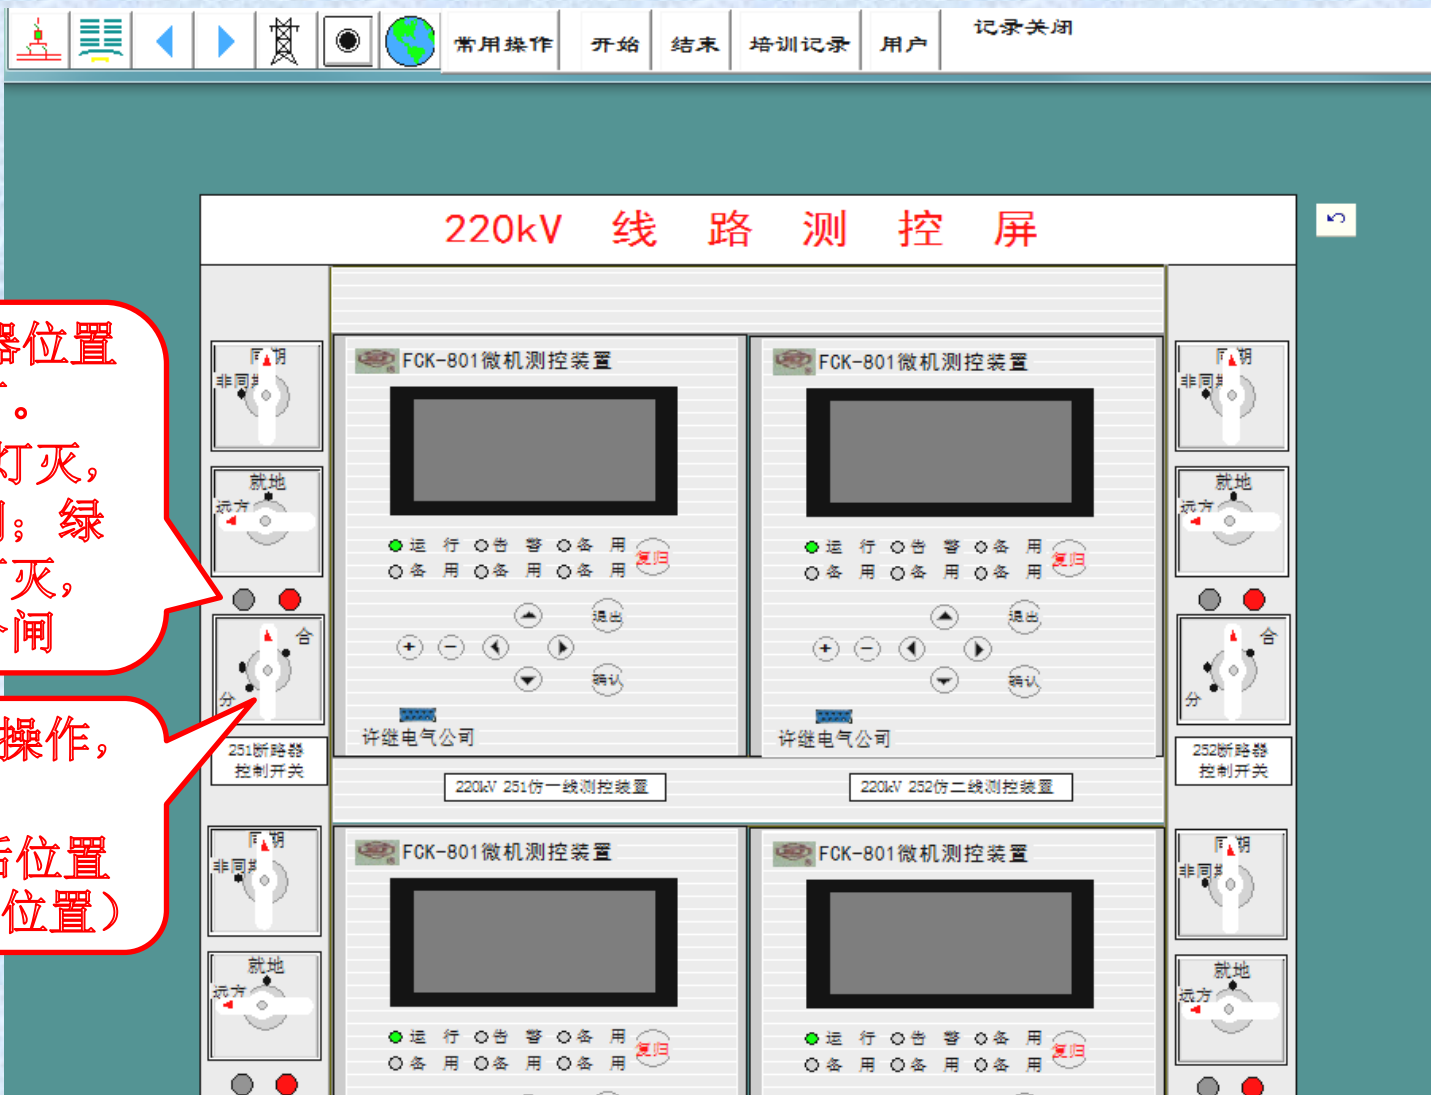 常用操作 开始 结束 培训记录 用户 记录关闭
220kV 线 路 测 控 屏
器位置
。
灯灭，
；绿
灭，
闸
操作，
后位置
位置）
同期
非同期
就地
远方
合
分
251断路器
控制开关
同期
非同
就地
远方
FCK-801微机测控装置
运 行 告 警 备 用
备 用 备 用 备 用
复归
退出
确认
许继电气公司
220kV 251仿一线测控装置
FCK-801微机测控装置
运 行 告 警 备 用
备 用 备 用 备 用
复归
退出
确认
许继电气公司
220kV 252仿二线测控装置
FCK-801微机测控装置
运 行 告 警 备 用
备 用 备 用 备 用
复归
FCK-801微机测控装置
运 行 告 警 备 用
备 用 备 用 备 用
复归
同期
非同
就地
远方
合
分
252断路器
控制开关
同期
非同期
就地
远方